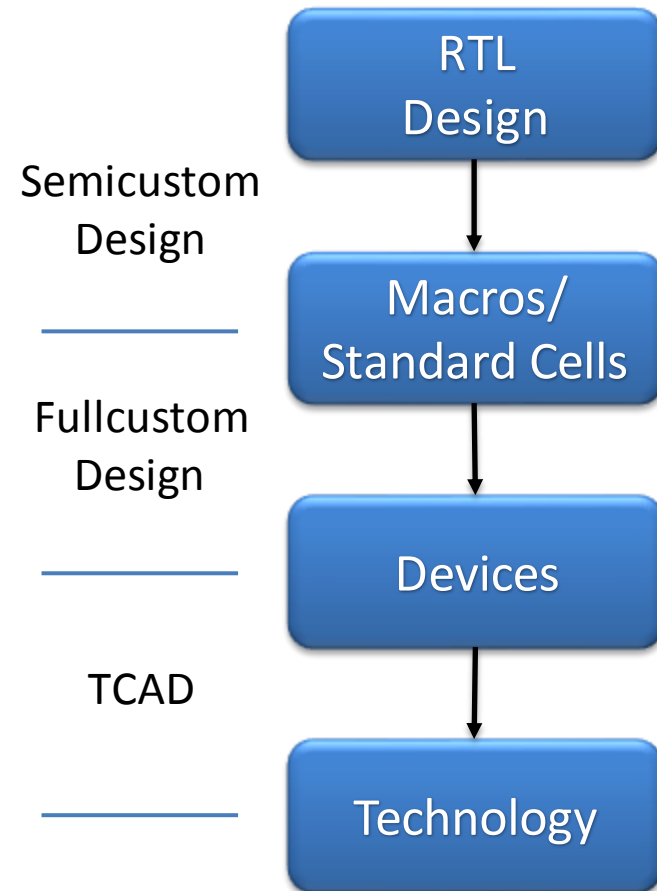 RTL
Design
Semicustom
Design
Macros/
Standard Cells
Fullcustom
Design
Devices
TCAD
Technology